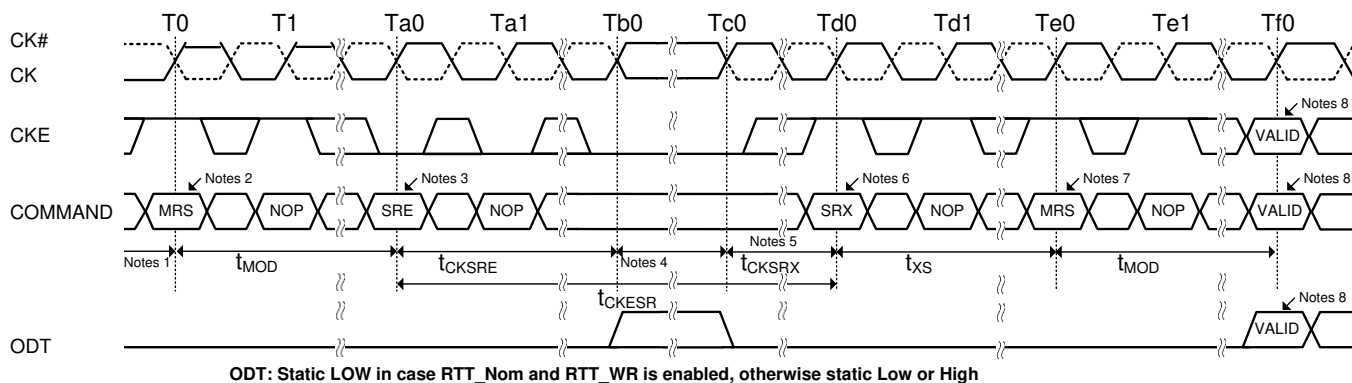 T0 T1 Ta0 Ta1 Tb0 Tc0 Td0 Td1 Te0 Te1 Tf0
CK#
CK
Notes 8
CKE
VALID
Notes 2 Notes 3 Notes 6 Notes 7 Notes 8
COMMAND MRS NOP SRE NOP SRX NOP MRS NOP VALID
Notes 1 tMOD tCKSRE Notes 4 Notes 5 tCKSRX tXS tMOD
tCKESR
Notes 8
VALID
ODT
ODT: Static LOW in case RTT_Nom and RTT_WR is enabled, otherwise static Low or High